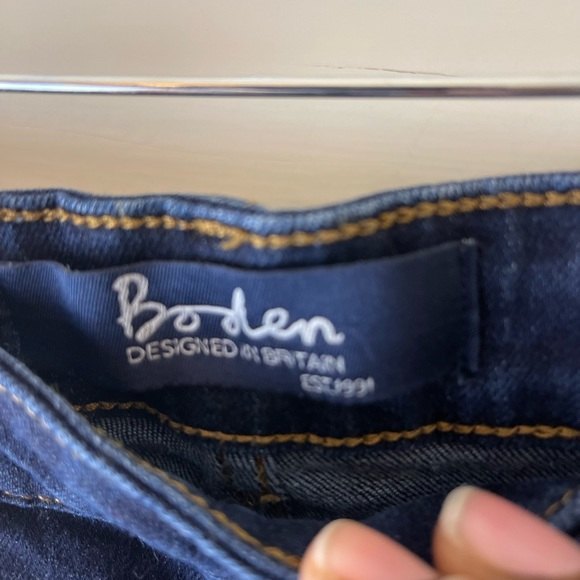 Boden
DESIGNED IN BRITAIN
EST.1991